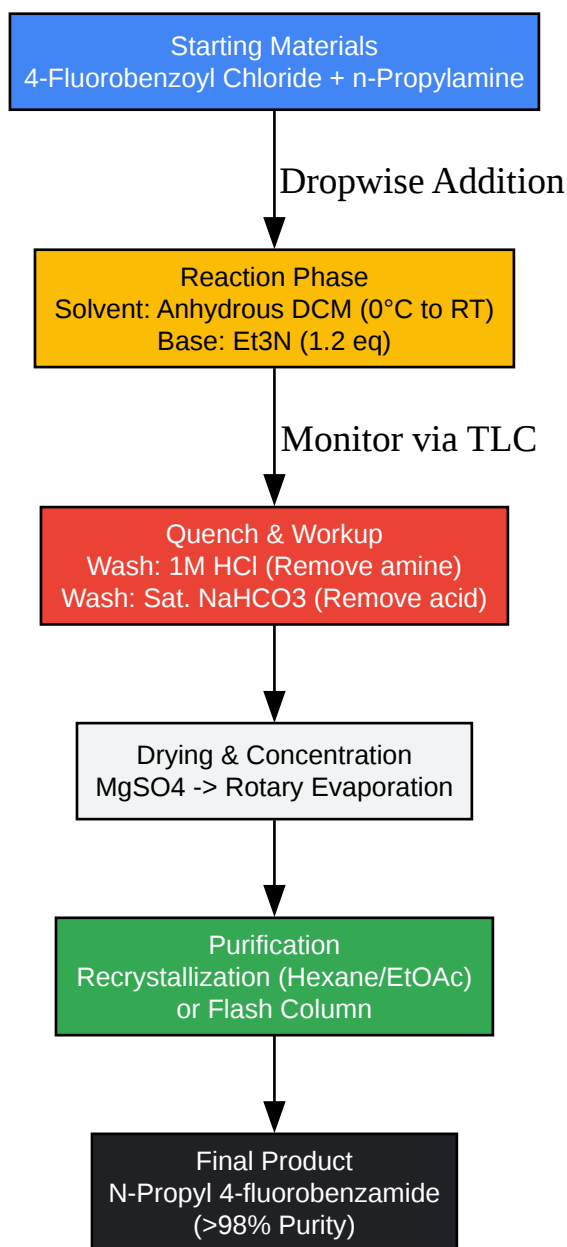 Starting Materials
4-Fluorobenzoyl Chloride + n-Propylamine
Dropwise Addition
Reaction Phase
Solvent: Anhydrous DCM (0°C to RT)
Base: Et3N (1.2 eq)
Monitor via TLC
Quench & Workup
Wash: 1M HCl (Remove amine)
Wash: Sat. NaHCO3 (Remove acid)
Drying & Concentration
MgSO4 -> Rotary Evaporation
Purification
Recrystallization (Hexane/EtOAc)
or Flash Column
Final Product
N-Propyl 4-fluorobenzamide
(>98% Purity)